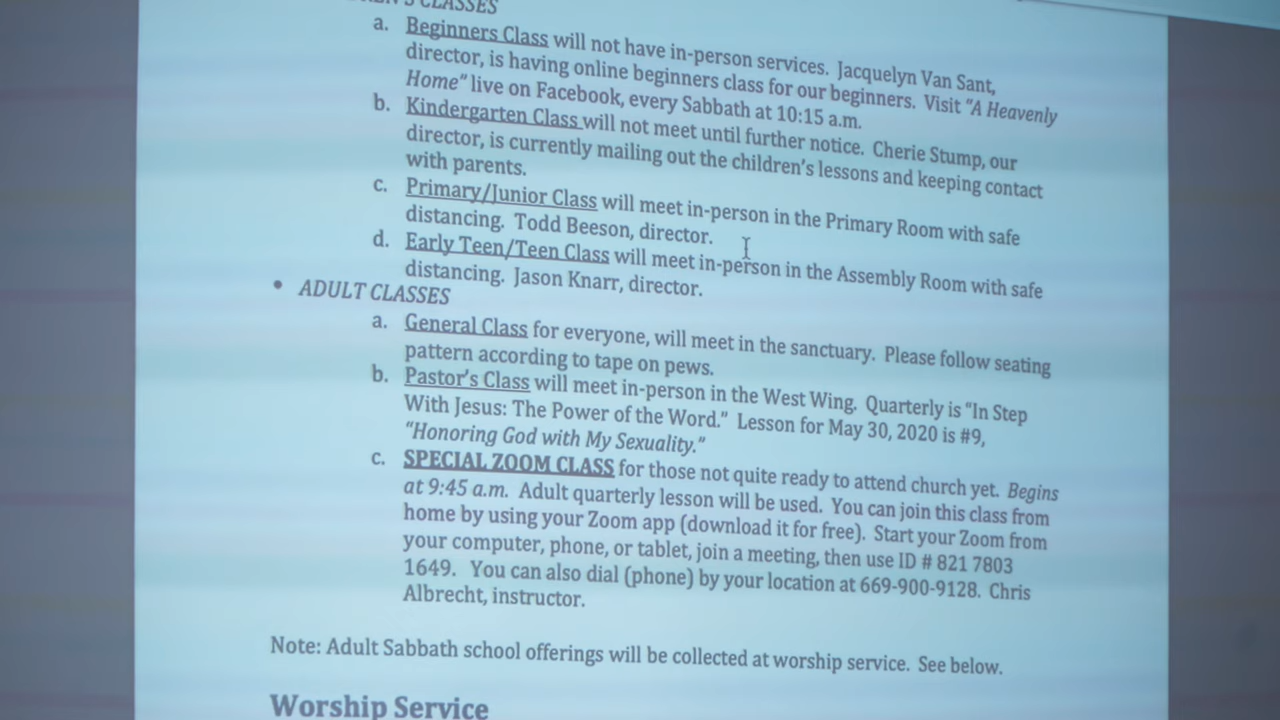 CLASSES
a. Beginners Class will not have in-person services. Jacquelyn Van Sant,
director, is having online beginners class for our beginners. Visit "A Heavenly
Home" live on Facebook, every Sabbath at 10:15 a.m.
b. Kindergarten Class will not meet until further notice. Cherie Stump, our
director, is currently mailing out the children's lessons and keeping contact
with parents.
c. Primary/Junior Class will meet in-person in the Primary Room with safe
distancing. Todd Beeson, director.
d. Early Teen/Teen Class will meet in-person in the Assembly Room with safe
distancing. Jason Knarr, director.
• ADULT CLASSES
a. General Class for everyone, will meet in the sanctuary. Please follow seating
pattern according to tape on pews.
b. Pastor's Class will meet in-person in the West Wing. Quarterly is "In Step
With Jesus: The Power of the Word." Lesson for May 30, 2020 is #9,
"Honoring God with My Sexuality."
c. SPECIAL ZOOM CLASS for those not quite ready to attend church yet. Begins
at 9:45 a.m. Adult quarterly lesson will be used. You can join this class from
home by using your Zoom app (download it for free). Start your Zoom from
your computer, phone, or tablet, join a meeting, then use ID # 821 7803
1649. You can also dial (phone) by your location at 669-900-9128. Chris
Albrecht, instructor.
Note: Adult Sabbath school offerings will be collected at worship service. See below.
Worship Service